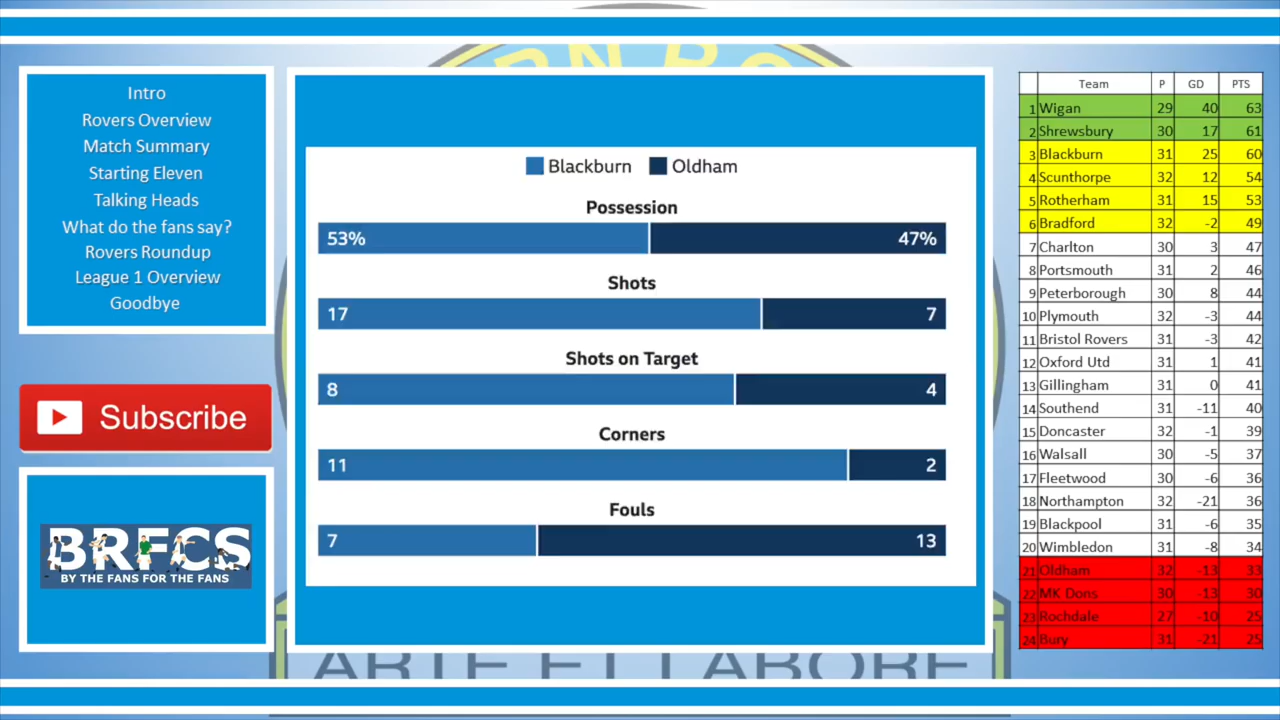 RN RO
Intro
Rovers Overview
Match Summary
Starting Eleven
Talking Heads
What do the fans say?
Rovers Roundup
League 1 Overview
Goodbye
Subscribe
BRFCS
BY THE FANS FOR THE FANS
Blackburn Oldham
Possession
53% 47%
Shots
17 7
Shots on Target
8 4
Corners
11 2
Fouls
7 13
ARTE ET LABORE
Team P GD PTS
1 Wigan 29 40 63
2 Shrewsbury 30 17 61
3 Blackburn 31 25 60
4 Scunthorpe 32 12 54
5 Rotherham 31 15 53
6 Bradford 32 -2 49
7 Charlton 30 3 47
8 Portsmouth 31 2 46
9 Peterborough 30 8 44
10 Plymouth 32 -3 44
11 Bristol Rovers 31 -3 42
12 Oxford Utd 31 1 41
13 Gillingham 31 0 41
14 Southend 31 -11 40
15 Doncaster 32 -1 39
16 Walsall 30 -5 37
17 Fleetwood 30 -6 36
18 Northampton 32 -21 36
19 Blackpool 31 -6 35
20 Wimbledon 31 -8 34
21 Oldham 32 -13 33
22 MK Dons 30 -13 30
23 Rochdale 27 -10 25
24 Bury 31 -21 25